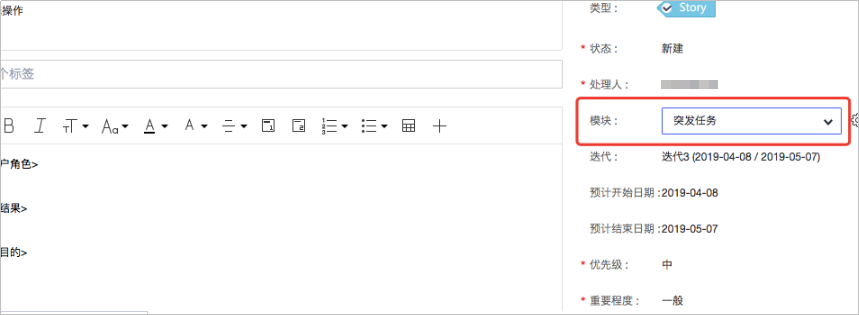 操作
个标签
B I тT Aa A A
户角色>
结果>
目的>
类型 : Story
* 状态 : 新建
* 处理人 :
模块 : 突发任务
迭代 : 迭代3 (2019-04-08 / 2019-05-07)
预计开始日期 : 2019-04-08
预计结束日期 : 2019-05-07
* 优先级 : 中
* 重要程度 : 一般